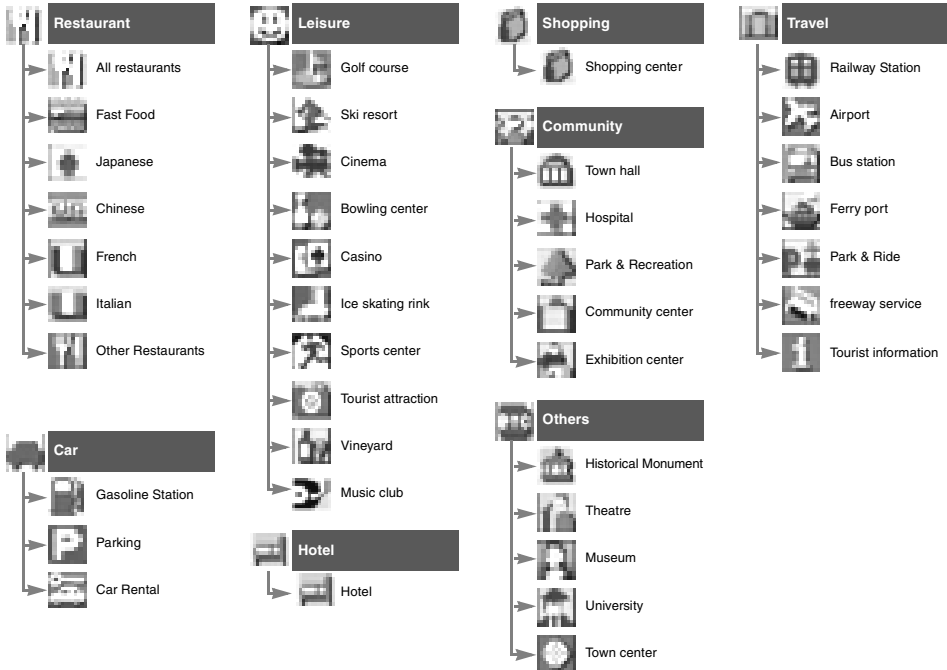 Restaurant
All restaurants
Fast Food
Japanese
Chinese
French
Italian
Other Restaurants
Car
Gasoline Station
Parking
Car Rental
Leisure
Golf course
Ski resort
Cinema
Bowling center
Casino
Ice skating rink
Sports center
Tourist attraction
Vineyard
Music club
Hotel
Hotel
Shopping
Shopping center
Community
Town hall
Hospital
Park & Recreation
Community center
Exhibition center
Others
Historical Monument
Theatre
Museum
University
Town center
Travel
Railway Station
Airport
Bus station
Ferry port
Park & Ride
freeway service
Tourist information